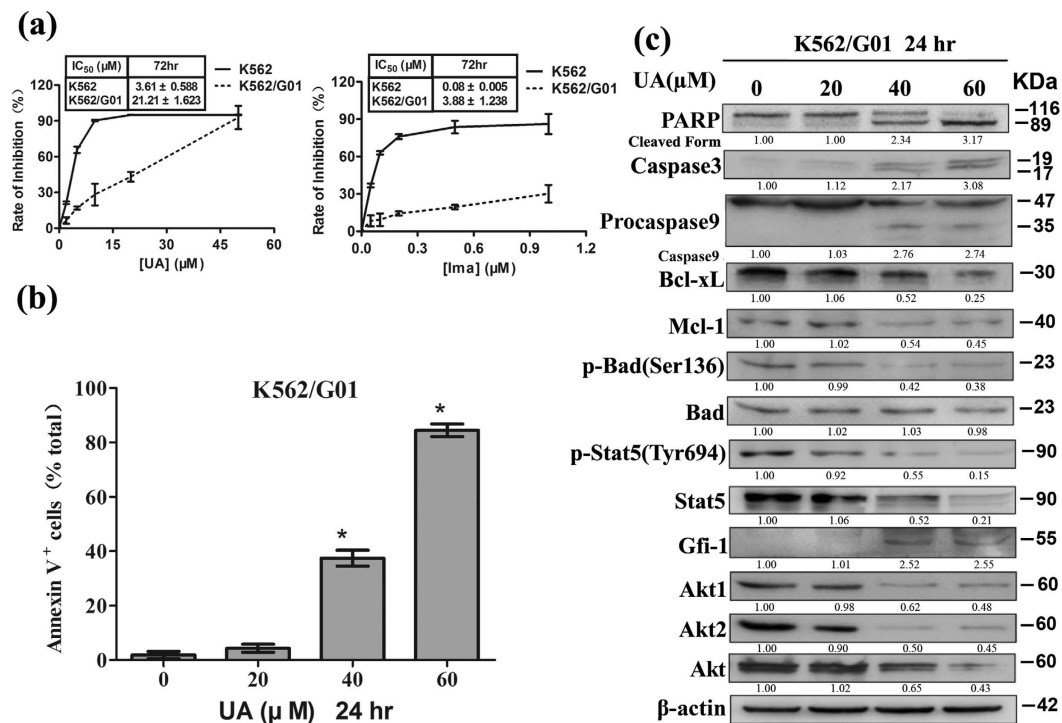 (a)
IC50 (μM) 72hr
K562 3.61 ± 0.588
K562/G01 21.21 ± 1.623
K562
K562/G01
Rate of Inhibition (%)
120
90
60
30
0
0 15 30 45 60
[UA] (μM)
IC50 (μM) 72hr
K562 0.08 ± 0.005
K562/G01 3.88 ± 1.238
K562
K562/G01
Rate of Inhibition (%)
120
90
60
30
0
0.0 0.3 0.6 0.9 1.2
[Ima] (μM)
(b)
K562/G01
Annexin V+ cells (% total)
100
80
60
40
20
0
* *
0 20 40 60
UA (μ M) 24 hr
(c)
K562/G01 24 hr
UA(μM) 0 20 40 60 KDa
PARP –116
–89
Cleaved Form 1.00 1.00 2.34 3.17
Caspase3 –19
–17
1.00 1.12 2.17 3.08
Procaspase9 –47
–35
Caspase9 1.00 1.03 2.76 2.74
Bcl-xL –30
1.00 1.06 0.52 0.25
Mcl-1 –40
1.00 1.02 0.54 0.45
p-Bad(Ser136) –23
1.00 0.99 0.42 0.38
Bad –23
1.00 1.02 1.03 0.98
p-Stat5(Tyr694) –90
1.00 0.92 0.55 0.15
Stat5 –90
1.00 1.06 0.52 0.21
Gfi-1 –55
1.00 1.01 2.52 2.55
Akt1 –60
1.00 0.98 0.62 0.48
Akt2 –60
1.00 0.90 0.50 0.45
Akt –60
1.00 1.02 0.65 0.43
β-actin –42